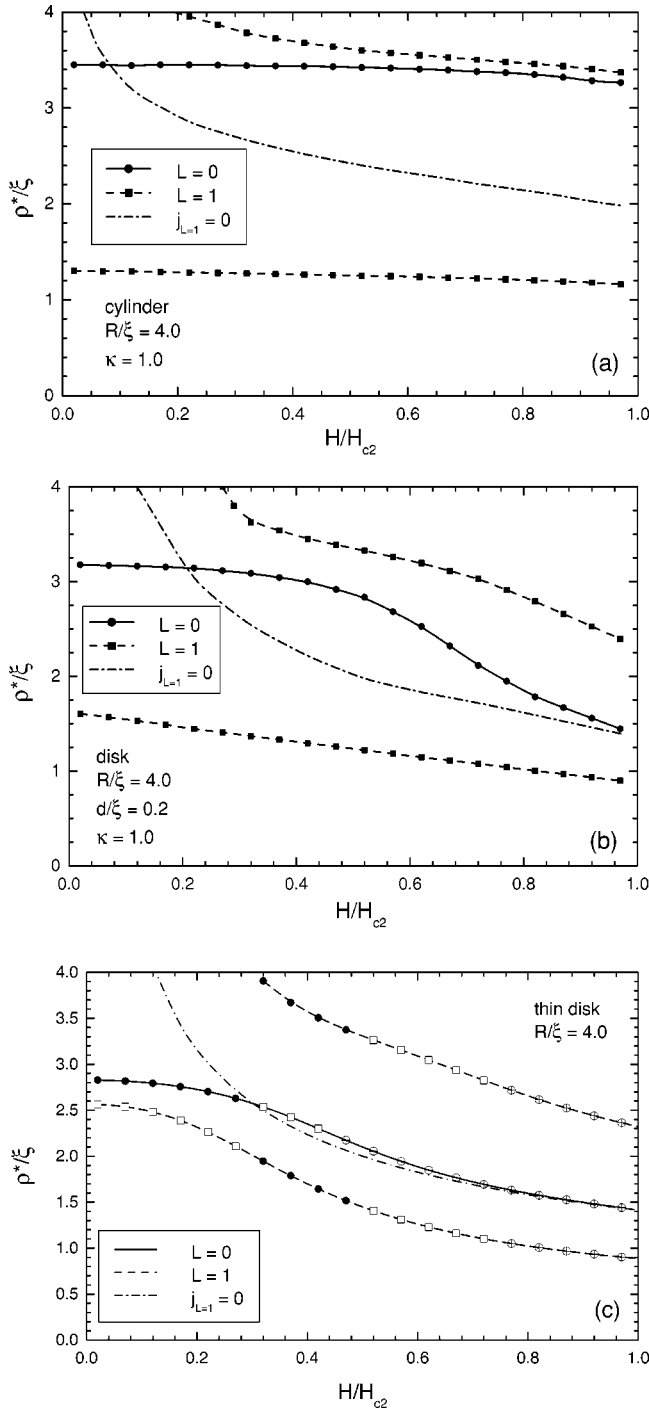 4
3
2
1
0
ρ*/ξ
L = 0
L = 1
j_{L=1} = 0
cylinder
R/ξ = 4.0
κ = 1.0
(a)
0.0 0.2 0.4 0.6 0.8 1.0
H/H_{c2}
4
3
2
1
0
ρ*/ξ
L = 0
L = 1
j_{L=1} = 0
disk
R/ξ = 4.0
d/ξ = 0.2
κ = 1.0
(b)
0.0 0.2 0.4 0.6 0.8 1.0
H/H_{c2}
4.0
3.5
3.0
2.5
2.0
1.5
1.0
0.5
0.0
ρ*/ξ
thin disk
R/ξ = 4.0
L = 0
L = 1
j_{L=1} = 0
(c)
0.0 0.2 0.4 0.6 0.8 1.0
H/H_{c2}